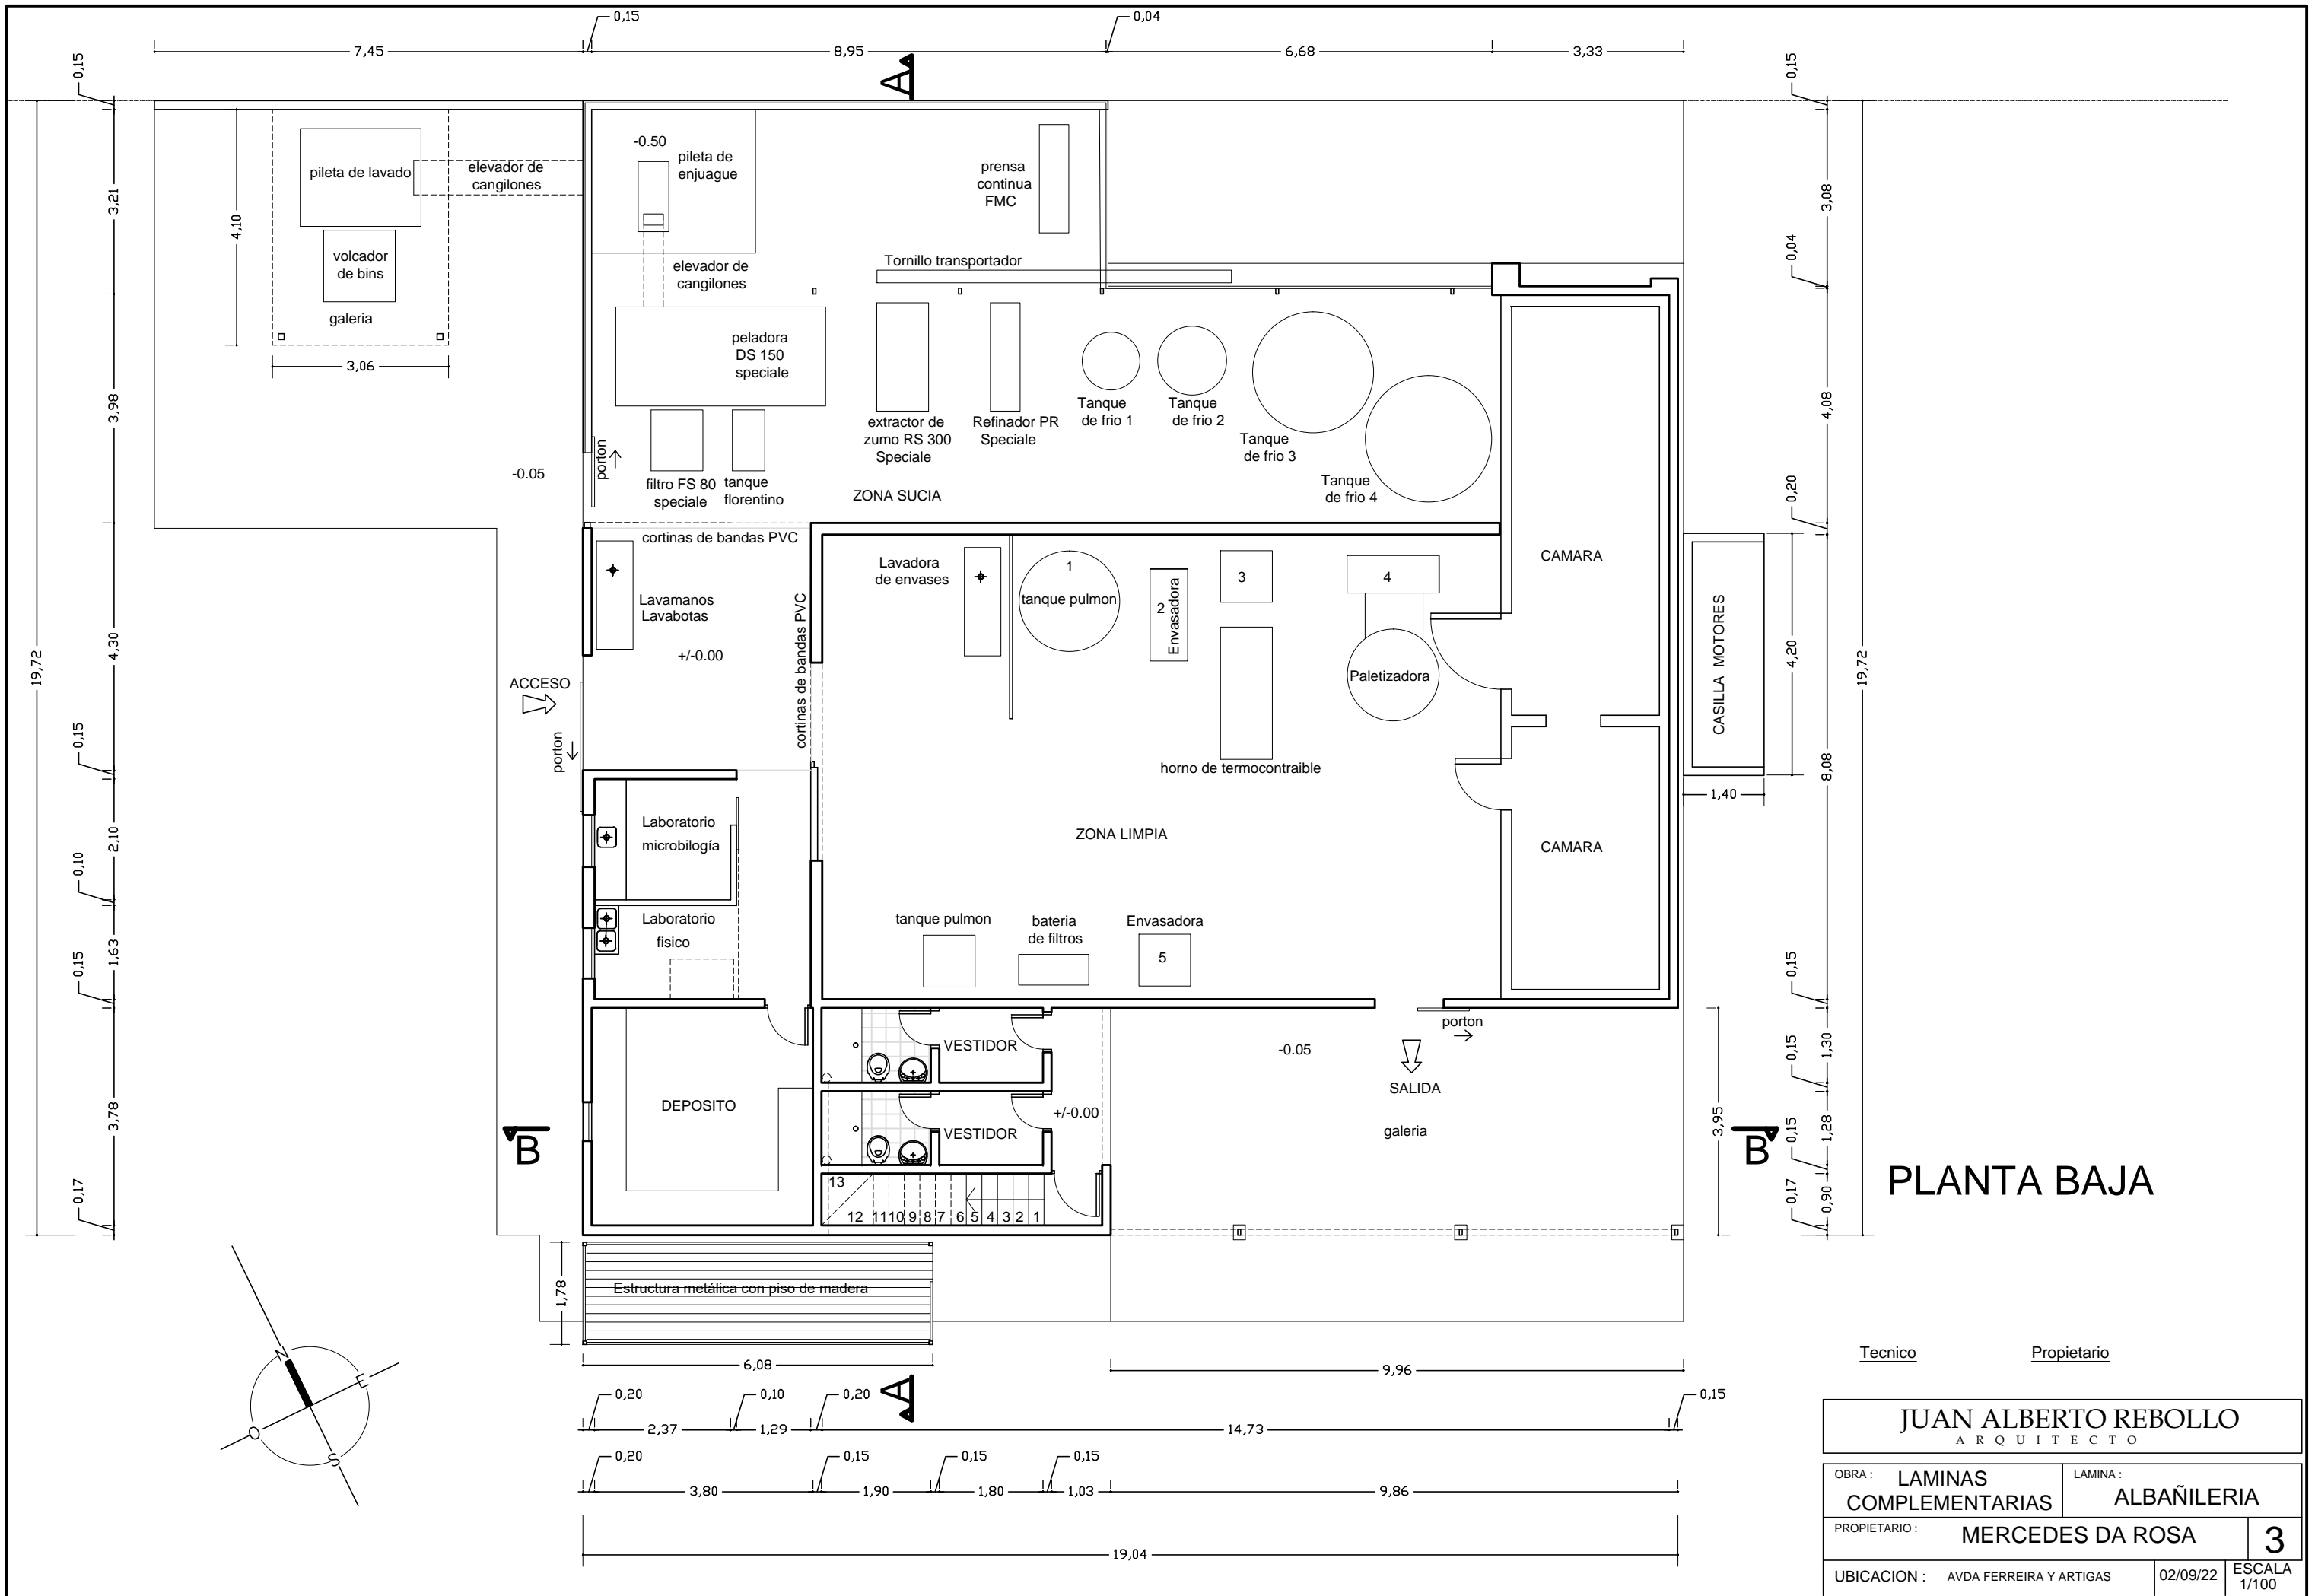 0,15
0,04
7,45
8,95
6,68
3,33
A
0,15
0,15
19,72
3,21
3,98
4,30
0,15
2,10
0,10
1,63
0,15
3,78
0,17
4,10
3,06
pileta de lavado
elevador de
cangilones
volcador
de bins
galeria
-0.50
pileta de
enjuague
prensa
continua
FMC
elevador de
cangilones
Tornillo transportador
peladora
DS 150
speciale
extractor de
zumo RS 300
Speciale
Refinador PR
Speciale
Tanque
de frio 1
Tanque
de frio 2
Tanque
de frio 3
Tanque
de frio 4
-0.05
porton
filtro FS 80
speciale
tanque
florentino
ZONA SUCIA
cortinas de bandas PVC
Lavamanos
Lavabotas
+/-0.00
cortinas de bandas PVC
ACCESO
porton
Lavadora
de envases
1
tanque pulmon
2
Envasadora
3
4
Paletizadora
horno de termocontraible
CAMARA
CAMARA
CASILLA MOTORES
4,20
1,40
ZONA LIMPIA
Laboratorio
microbilogía
Laboratorio
fisico
tanque pulmon
bateria
de filtros
Envasadora
5
porton
-0.05
SALIDA
galeria
VESTIDOR
VESTIDOR
+/-0.00
DEPOSITO
13
12 11 10 9 8 7 6 5 4 3 2 1
B
B
3,08
0,04
4,08
0,20
8,08
0,15
1,30
0,15
1,28
0,15
0,90
0,17
19,72
3,95
PLANTA BAJA
1,78
Estructura metálica con piso de madera
6,08
9,96
A
0,20
0,10
0,20
0,15
2,37
1,29
14,73
0,20
0,15
0,15
0,15
3,80
1,90
1,80
1,03
9,86
19,04
N
E
O
S
Tecnico
Propietario
JUAN ALBERTO REBOLLO
ARQUITECTO
OBRA : LAMINAS
COMPLEMENTARIAS
LAMINA :
ALBAÑILERIA
PROPIETARIO : MERCEDES DA ROSA
3
UBICACION : AVDA FERREIRA Y ARTIGAS
02/09/22
ESCALA
1/100